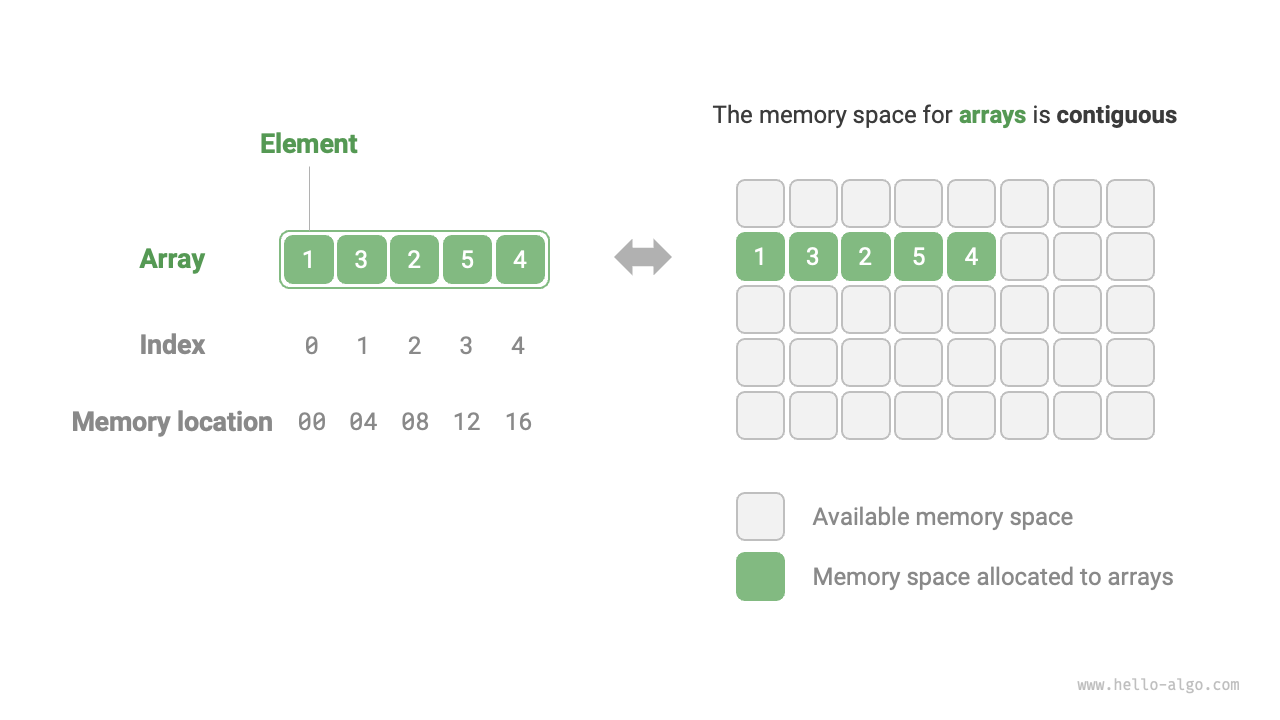 The memory space for arrays is contiguous
Element
Array 1 3 2 5 4
1 3 2 5 4
Index 0 1 2 3 4
Memory location 00 04 08 12 16
Available memory space
Memory space allocated to arrays
www.hello-algo.com